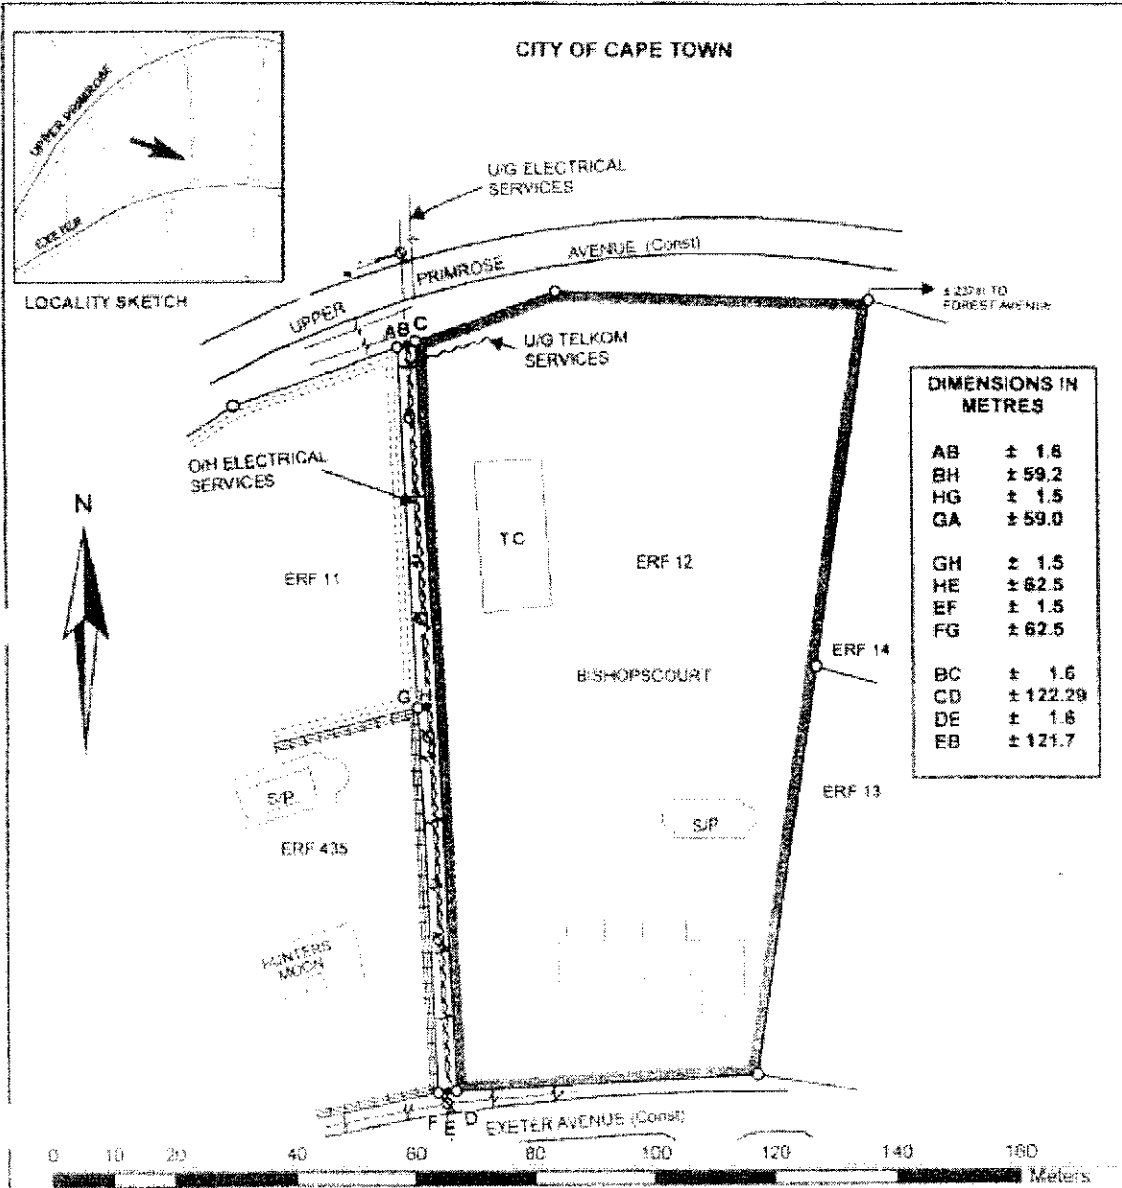 CITY OF CAPE TOWN
UPPER PRIMROSE
EXETER
LOCALITY SKETCH
U/G ELECTRICAL
SERVICES
UPPER PRIMROSE AVENUE (Const)
± 237m TO
FOREST AVENUE
A B C
U/G TELKOM
SERVICES
O/H ELECTRICAL
SERVICES
N
T.C
ERF 11
ERF 12
ERF 14
BISHOPSCOURT
G H
S/P
ERF 435
S/P
ERF 13
HUNTERS
MOON
F E D
EXETER AVENUE (Const)
DIMENSIONS IN
METRES
AB ± 1.6
BH ± 59.2
HG ± 1.5
GA ± 59.0
GH ± 1.5
HE ± 62.5
EF ± 1.5
FG ± 62.5
BC ± 1.6
CD ± 122.29
DE ± 1.6
EB ± 121.7
0 10 20 40 60 80 100 120 140 160
Meters